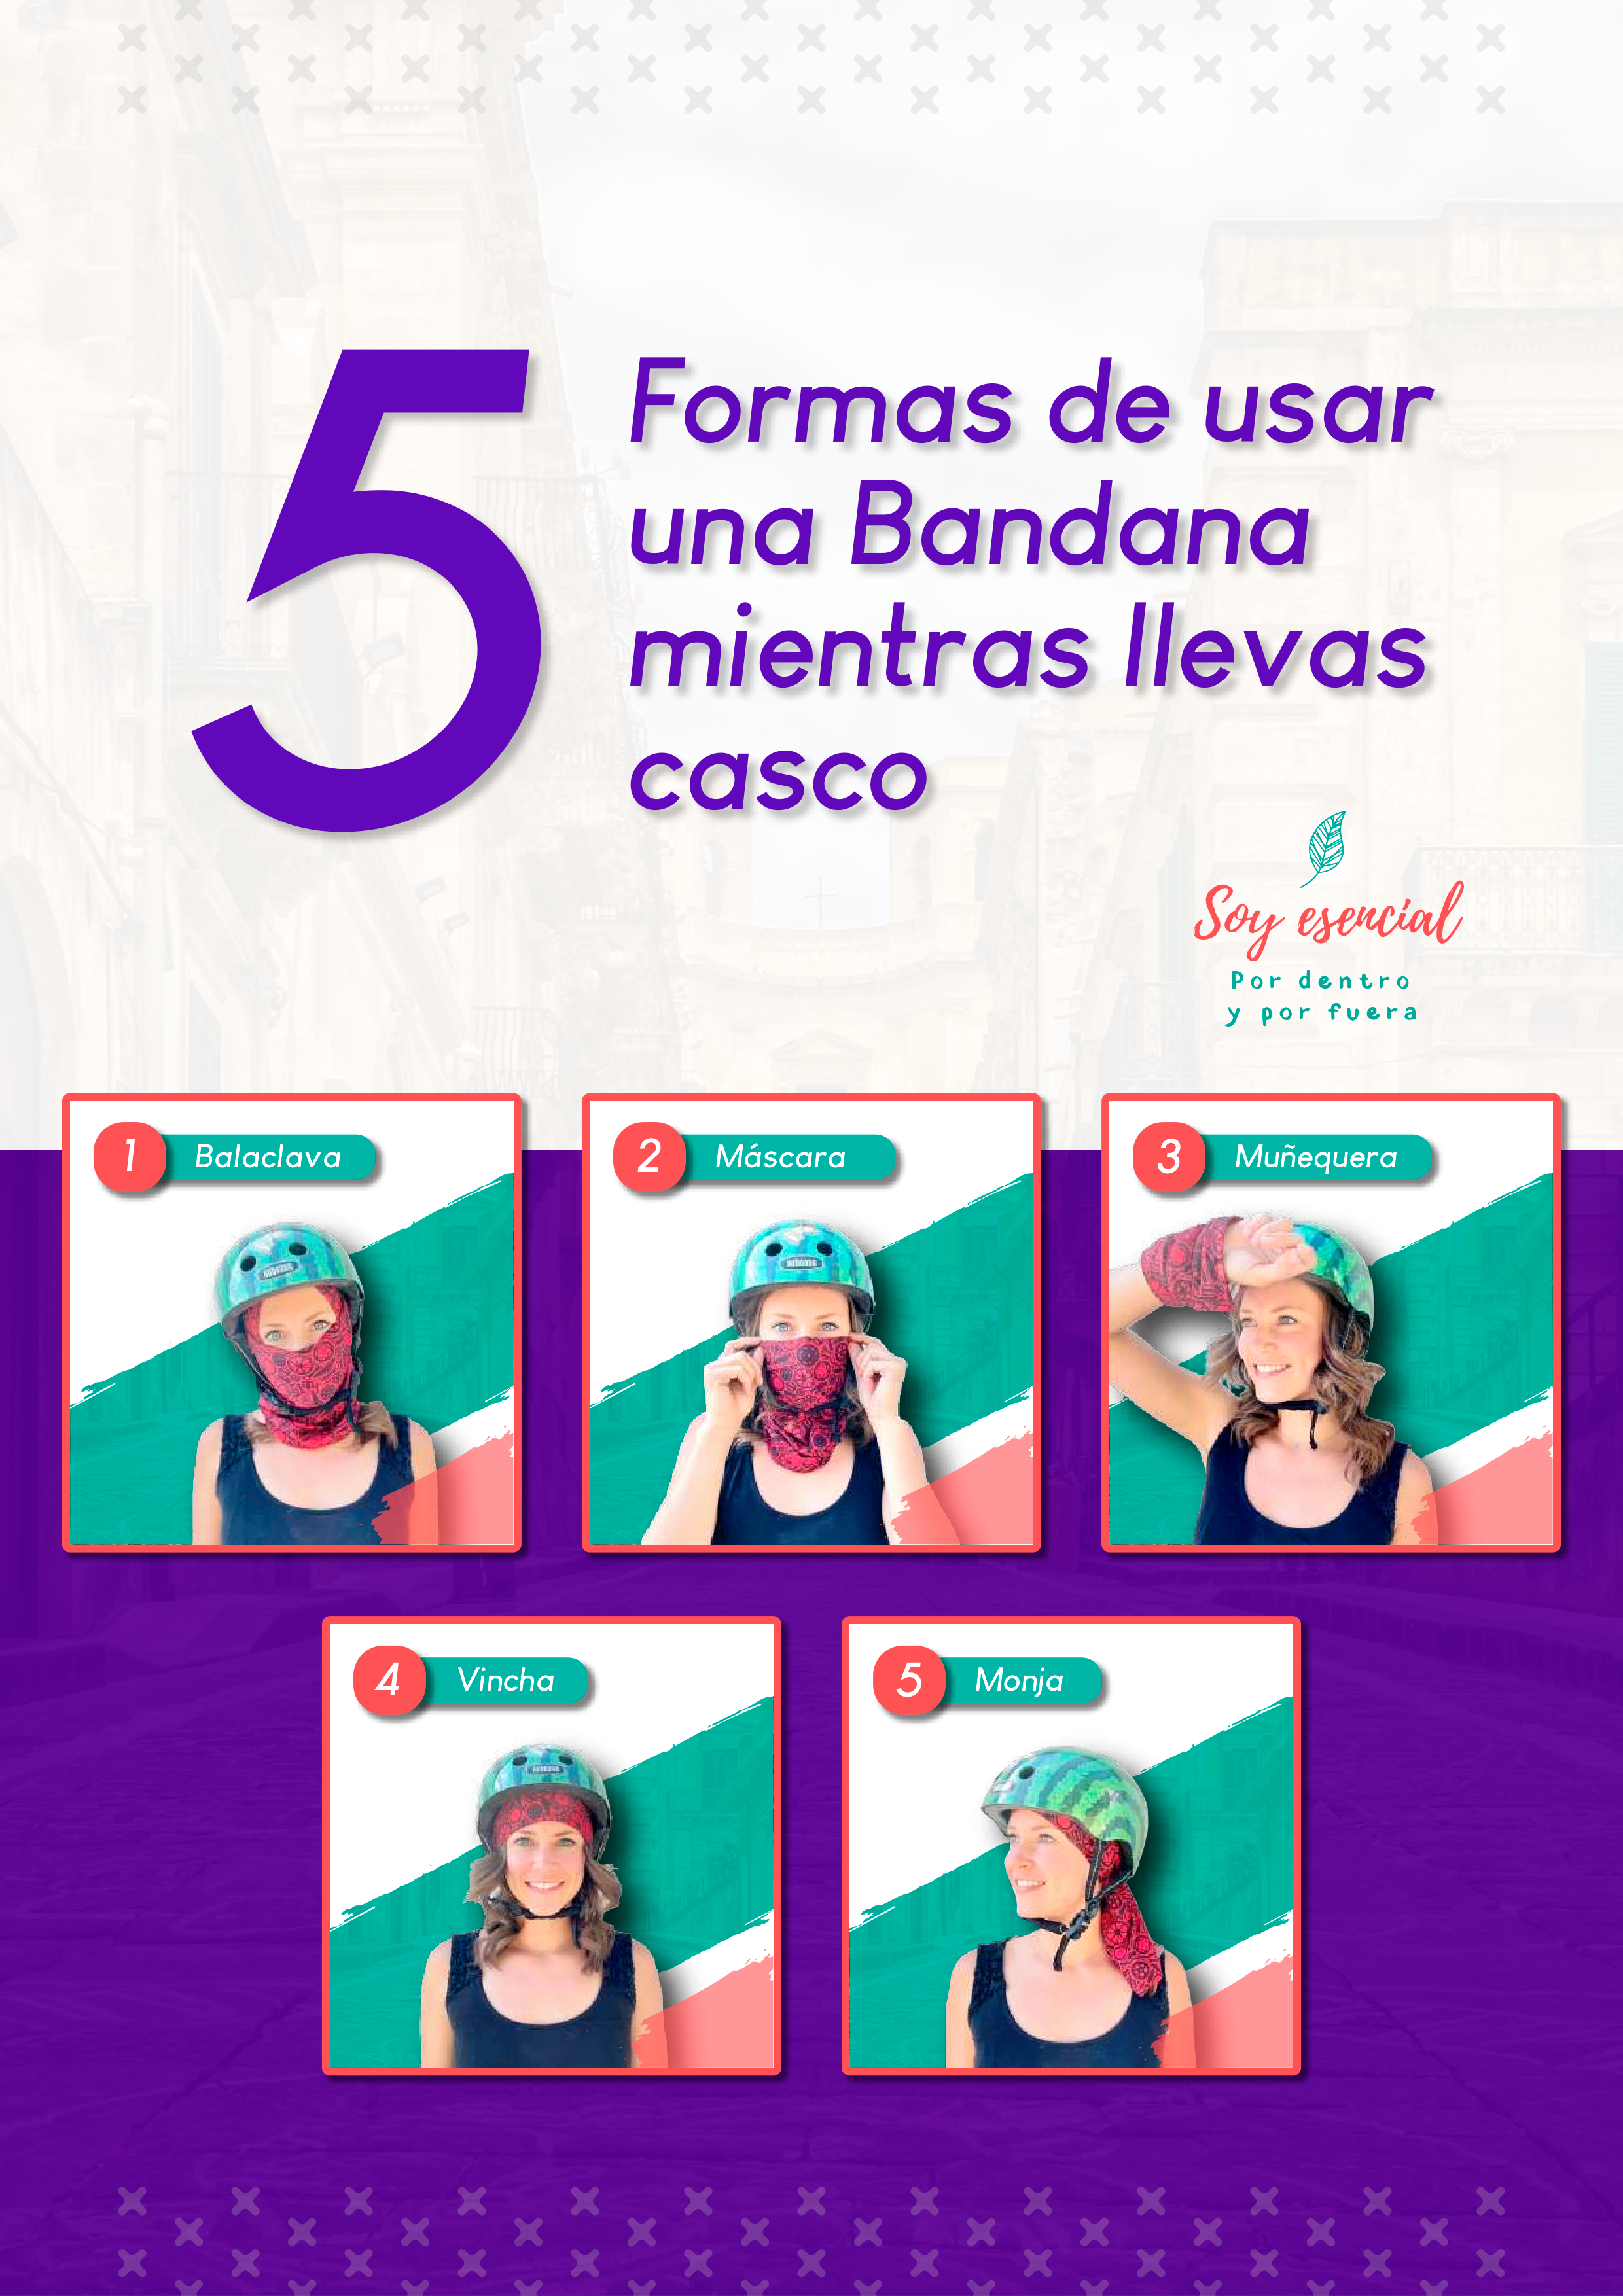 5
Formas de usar
una Bandana
mientras llevas
casco
Soy esencial
Por dentro
y por fuera
1 Balaclava
2 Máscara
3 Muñequera
4 Vincha
5 Monja